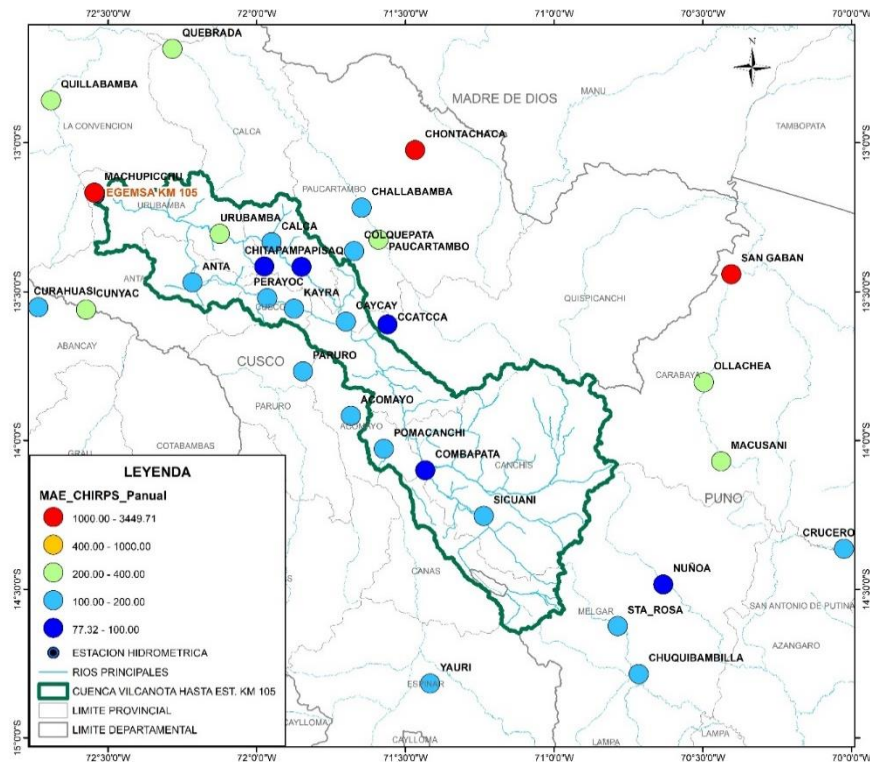 72°30'0"O
72°0'0"O
71°30'0"O
71°0'0"O
70°30'0"O
70°0'0"O
QUEBRADA
QUILLABAMBA
LA CONVENCION
CALCA
MADRE DE DIOS
MANU
TAMBOPATA
N
13°0'0"S
13°0'0"S
CHONTACHACA
MACHUPICCHU
EGEMSA KM 105
URUBAMBA
PAUCARTAMBO
CHALLABAMBA
URUBAMBA
CALCA
COLQUEPATA
PAUCARTAMBO
CHITAPAMPA
PISAQ
SAN GABAN
ANTA
ANTA
PERAYOC
KAYRA
CUSCO
CAYCAY
CCATCCA
QUISPICANCHI
13°30'0"S
13°30'0"S
CURAHUASI
CUNYAC
ABANCAY
CUSCO
PARURO
PARURO
CARABAYA
OLLACHEA
ACOMAYO
ACOMAYO
COTABAMBAS
GRAU
POMACANCHI
COMBAPATA
CANCHIS
MACUSANI
14°0'0"S
14°0'0"S
PUNO
SICUANI
CRUCERO
CANAS
NUÑOA
MELGAR
STA_ROSA
SAN ANTONIO DE PUTINA
14°30'0"S
14°30'0"S
AZANGARO
CHUQUIBAMBILLA
YAURI
ESPINAR
CAYLLOMA
CAYLLOMA
LAMPA
LAMPA
15°0'0"S
15°0'0"S
LEYENDA
MAE_CHIRPS_Panual
1000.00 - 3449.71
400.00 - 1000.00
200.00 - 400.00
100.00 - 200.00
77.32 - 100.00
ESTACION HIDROMETRICA
RIOS PRINCIPALES
CUENCA VILCANOTA HASTA EST. KM 105
LIMITE PROVINCIAL
LIMITE DEPARTAMENTAL
72°30'0"O
72°0'0"O
71°30'0"O
71°0'0"O
70°30'0"O
70°0'0"O